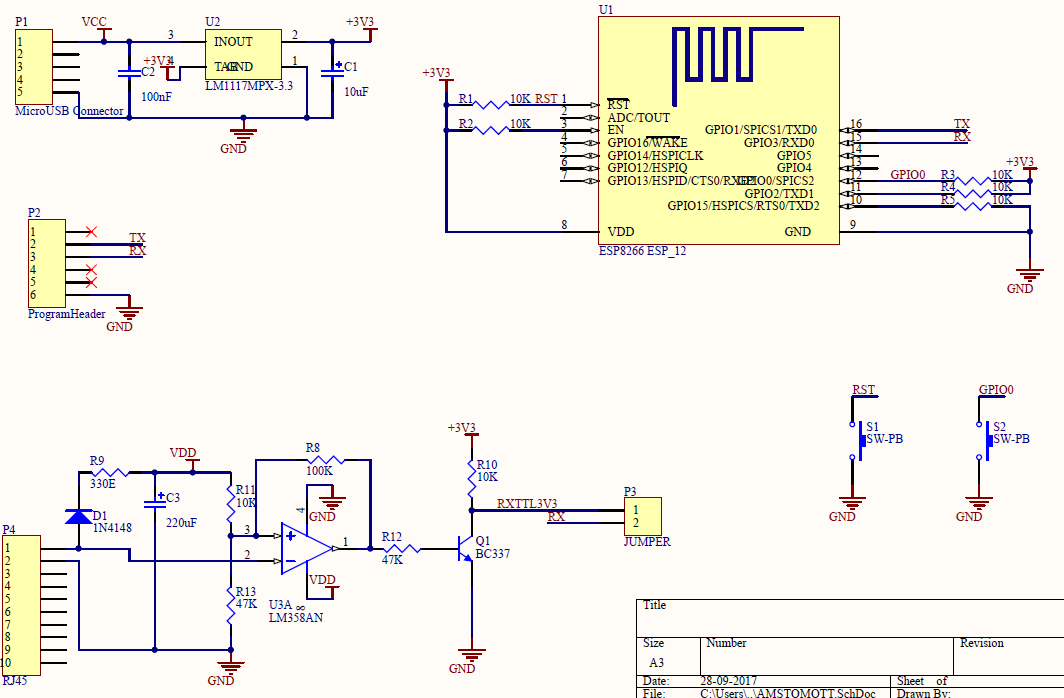 P1
VCC
1
2
3
4
5
MicroUSB Connector
+3V3
4
C2
100nF
3
U2
INOUT
TAB
GND
LM1117MPX-3.3
2
1
+3V3
C1
10uF
GND
P2
1
2
3
4
5
6
TX
RX
ProgramHeader
GND
U1
+3V3
R1
10K
RST
1
2
R2
10K
3
4
5
6
7
8
RST
ADC/TOUT
EN
GPIO16/WAKE
GPIO14/HSPICLK
GPIO12/HSPIQ
GPIO13/HSPID/CTS0/RXD2
VDD
GPIO1/SPICS1/TXD0
GPIO3/RXD0
GPIO5
GPIO4
GPIO0/SPICS2
GPIO2/TXD1
GPIO15/HSPICS/RTS0/TXD2
GND
ESP8266 ESP_12
16
15
14
13
12
11
10
9
TX
RX
GPIO0
R3
10K
R4
10K
R5
10K
+3V3
GND
RST
S1
SW-PB
GND
GPIO0
S2
SW-PB
GND
R9
330E
VDD
D1
1N4148
C3
220uF
R11
10K
R13
47K
P4
1
2
3
4
5
6
7
8
9
10
RJ45
GND
R8
100K
4
GND
3
2
1
VDD
U3A
∞
LM358AN
R12
47K
+3V3
R10
10K
RXTTL3V3
RX
Q1
BC337
GND
P3
1
2
JUMPER
Title
Size
Number
Revision
A3
Date:
28-09-2017
Sheet of
File:
C:\Users\..\AMSTOMOTT.SchDoc
Drawn By: